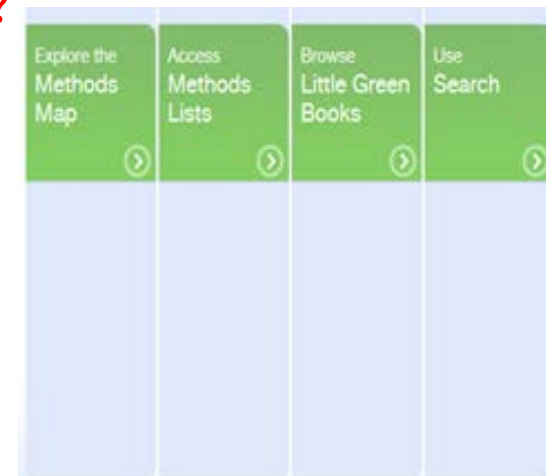 Explore the
Methods
Map
Access
Methods
Lists
Browse
Little Green
Books
Use
Search